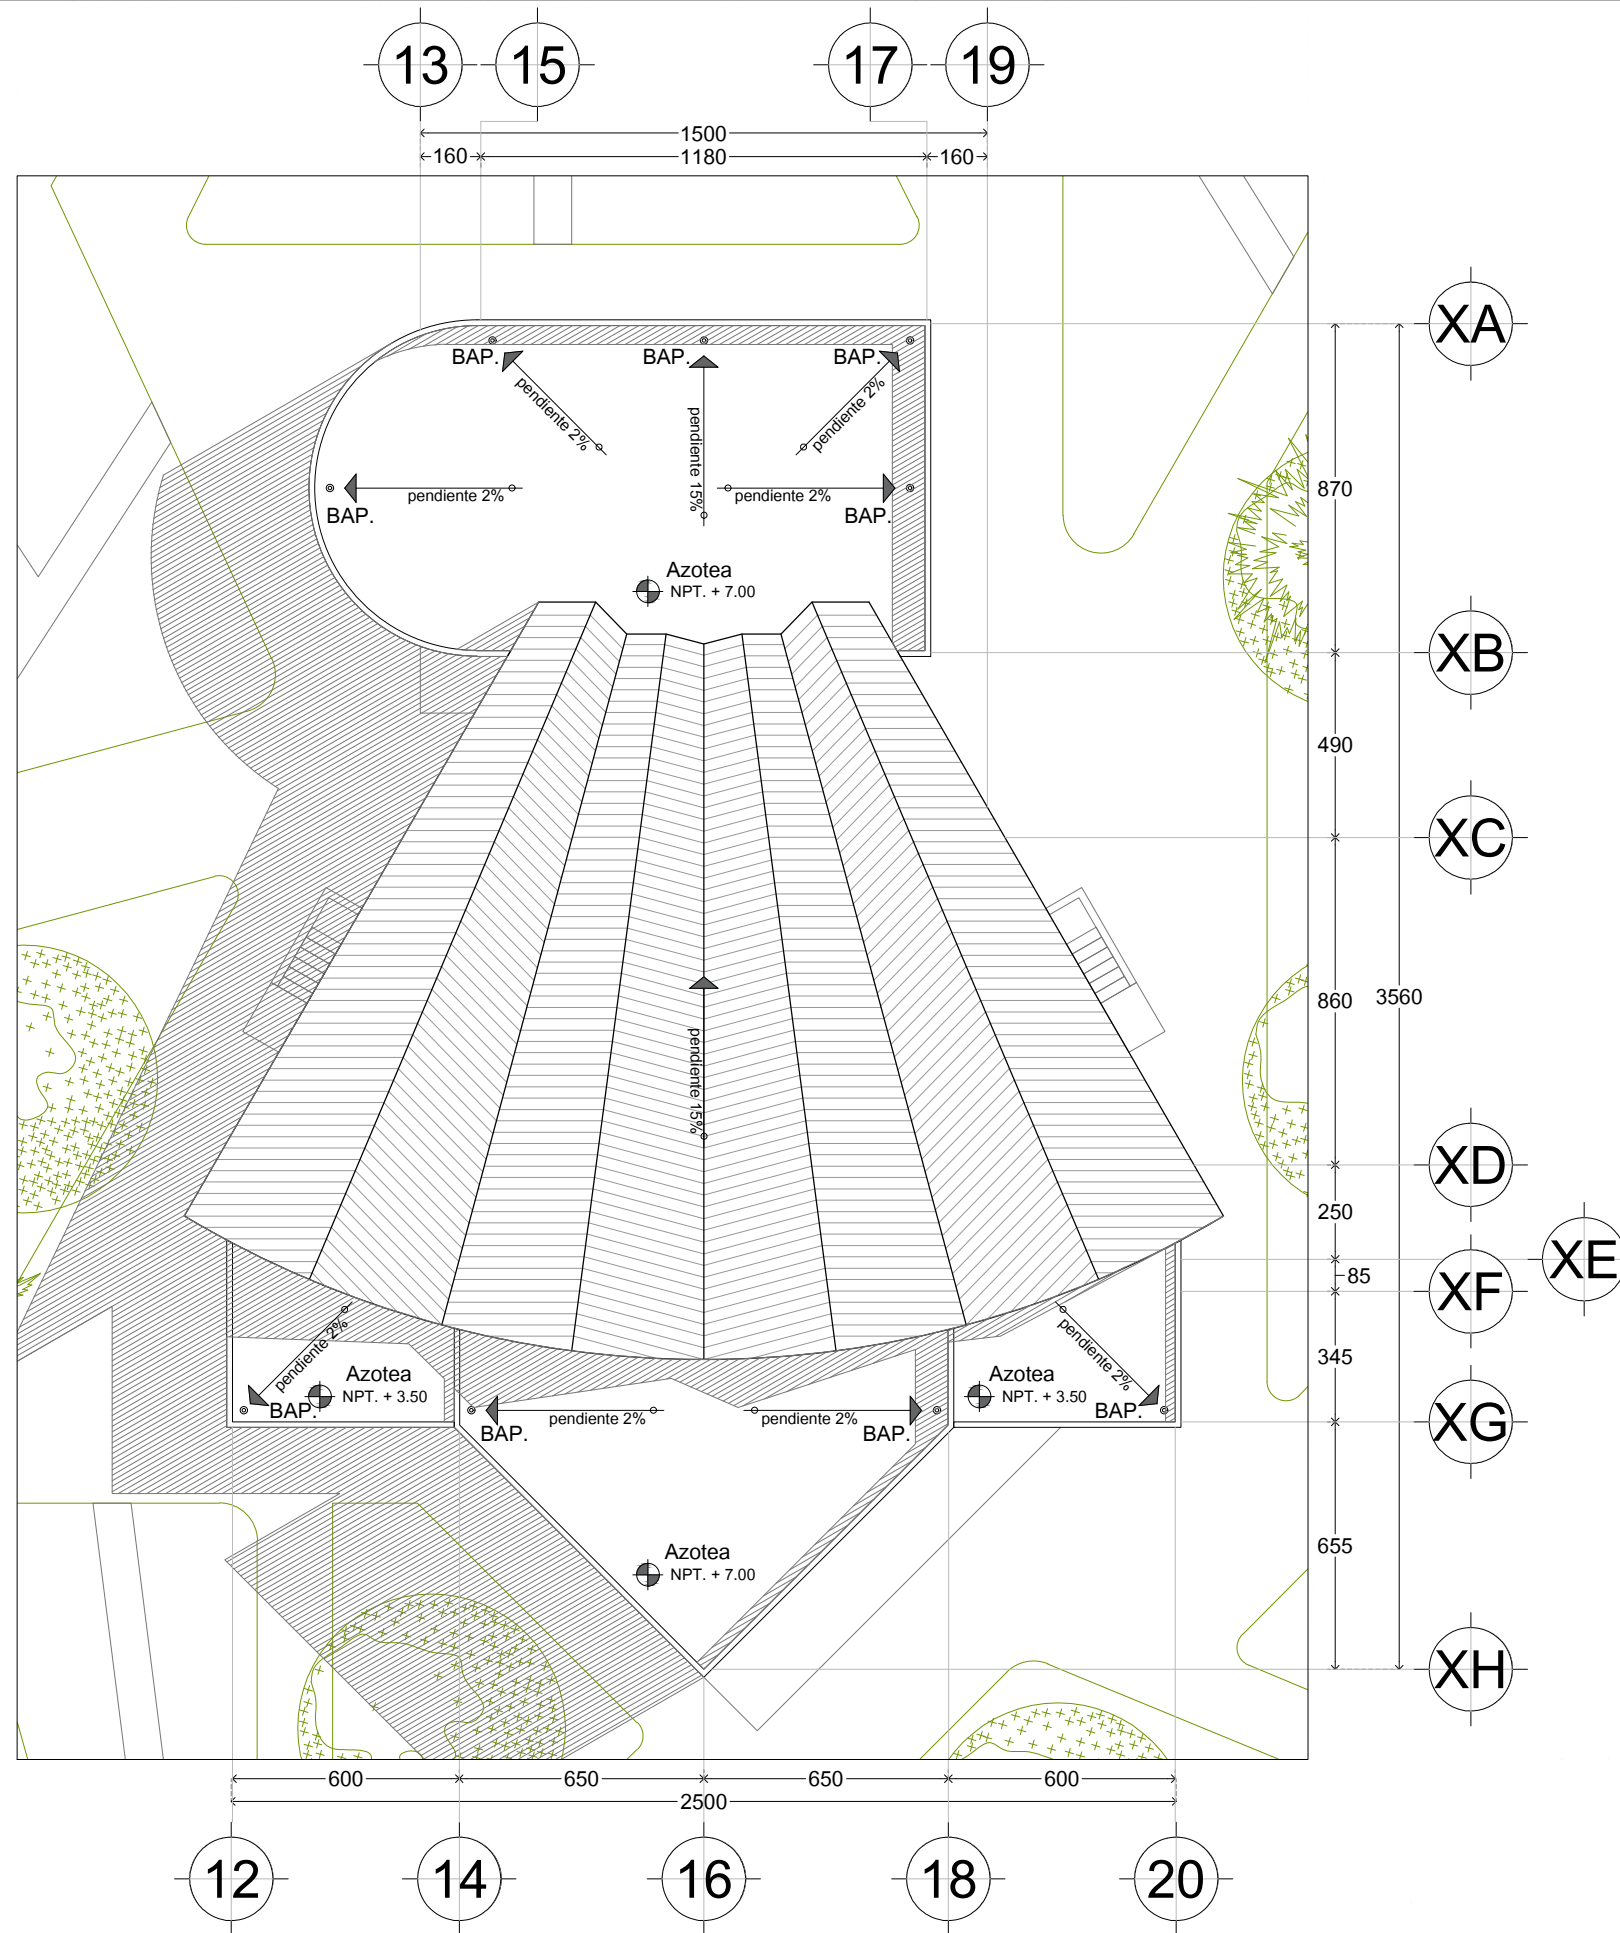 13 15 17 19
1500
160 1180 160
XA
BAP. BAP. BAP.
pendiente 2%
pendiente 15%
pendiente 2%
870
pendiente 2%
pendiente 2%
BAP.
BAP.
Azotea
NPT. + 7.00
XB
490
XC
860
3560
pendiente 15%
XD
250
XE
85
XF
pendiente 2%
pendiente 2%
345
Azotea
NPT. + 3.50
Azotea
NPT. + 3.50
BAP.
BAP.
pendiente 2%
pendiente 2%
BAP.
BAP.
XG
655
Azotea
NPT. + 7.00
XH
600 650 650 600
2500
12 14 16 18 20